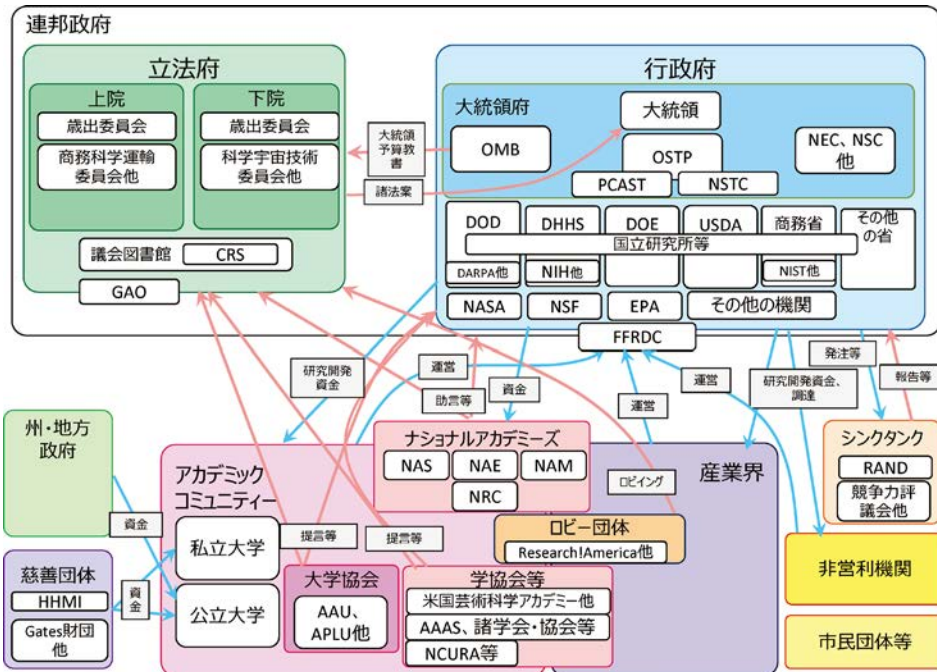 連邦政府
立法府
上院
歳出委員会
商務科学運輸
委員会他
下院
歳出委員会
科学宇宙技術
委員会他
議会図書館
CRS
GAO
大統領
予算教
書
諸法案
行政府
大統領府
大統領
OMB
OSTP
PCAST
NSTC
NEC、NSC
他
DOD
DHHS
DOE
USDA
商務省
その他
の省
国立研究所等
DARPA他
NIH他
NIST他
NASA
NSF
EPA
その他の機関
FFRDC
研究開発
資金
運営
助言等
資金
運営
運営
研究開発資金、
調達
発注等
報告等
州・地方
政府
資金
慈善団体
HHMI
Gates財団
他
資金
アカデミック
コミュニティー
私立大学
公立大学
提言等
提言等
大学協会
AAU、
APLU他
ナショナルアカデミーズ
NAS
NAE
NAM
NRC
ロビイング
産業界
ロビー団体
Research!America他
学協会等
米国芸術科学アカデミー他
AAAS、諸学会・協会等
NCURA等
シンクタンク
RAND
競争力評
議会他
非営利機関
市民団体等